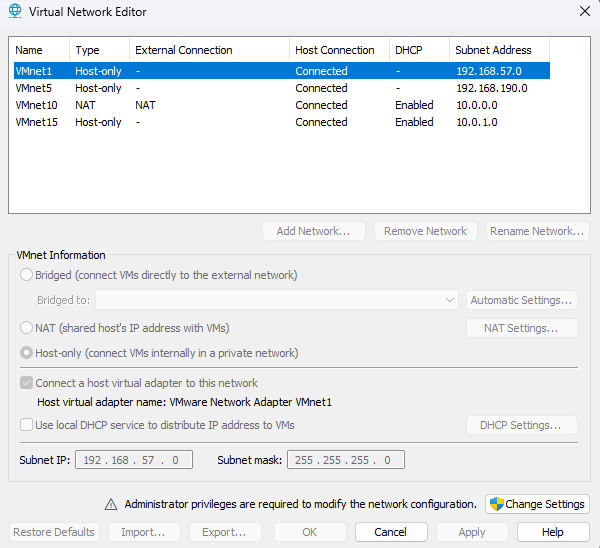 Virtual Network Editor
Name Type External Connection Host Connection DHCP Subnet Address
VMnet1 Host-only - Connected - 192.168.57.0
VMnet5 Host-only - Connected - 192.168.190.0
VMnet10 NAT NAT Connected Enabled 10.0.0.0
VMnet15 Host-only - Connected Enabled 10.0.1.0
Add Network... Remove Network Rename Network...
VMnet Information
Bridged (connect VMs directly to the external network)
Bridged to: Automatic Settings...
NAT (shared host's IP address with VMs) NAT Settings...
Host-only (connect VMs internally in a private network)
Connect a host virtual adapter to this network
Host virtual adapter name: VMware Network Adapter VMnet1
Use local DHCP service to distribute IP address to VMs DHCP Settings...
Subnet IP: 192 . 168 . 57 . 0 Subnet mask: 255 . 255 . 255 . 0
Administrator privileges are required to modify the network configuration. Change Settings
Restore Defaults Import... Export... OK Cancel Apply Help